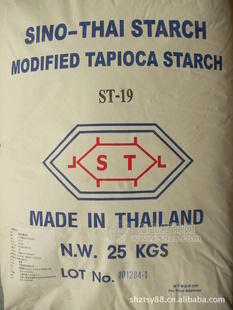 SINO-THAI STARCH
MODIFIED TAPIOCA STARCH
ST-19
S T L
MADE IN THAILAND
N.W. 25 KGS
LOT No.
shztsy88.cn.alibaba.com